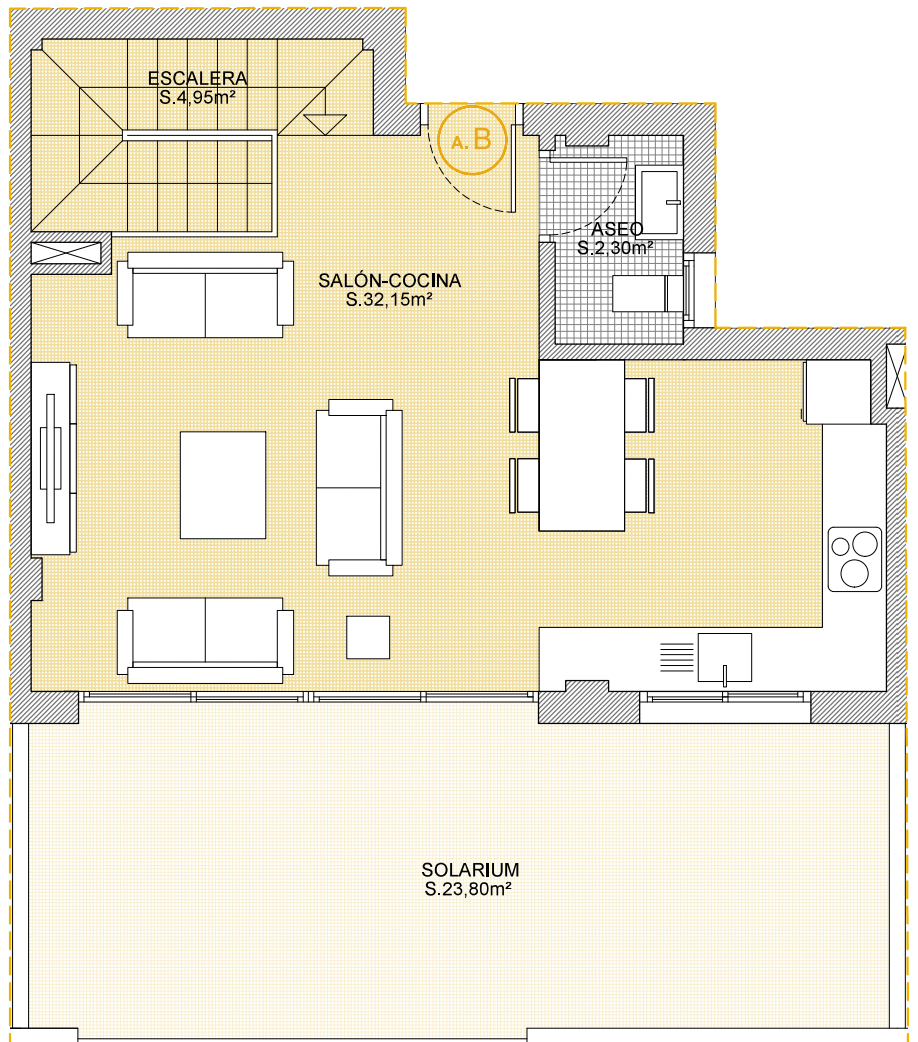 ESCALERA
S.4,95m²
A. B
ASEO
S.2,30m²
SALÓN-COCINA
S.32,15m²
SOLARIUM
S.23,80m²